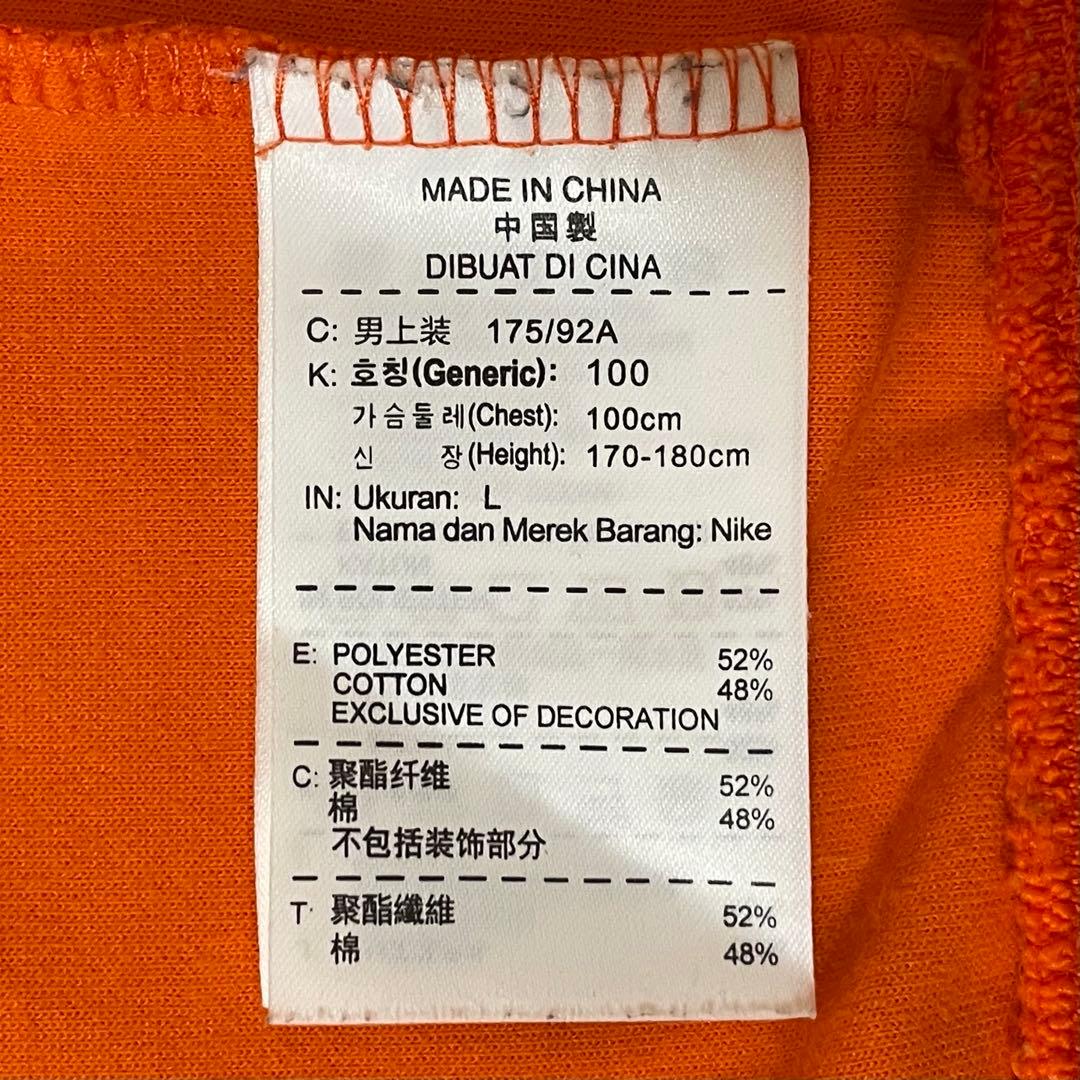 MADE IN CHINA
中国製
DIBUAT DI CINA
C: 男上装 175/92A
K: 호칭(Generic): 100
가슴둘레(Chest): 100cm
신 장(Height): 170-180cm
IN: Ukuran: L
Nama dan Merek Barang: Nike
E: POLYESTER 52%
COTTON 48%
EXCLUSIVE OF DECORATION
C: 聚酯纤维 52%
棉 48%
不包括装饰部分
T: 聚酯纖維 52%
棉 48%